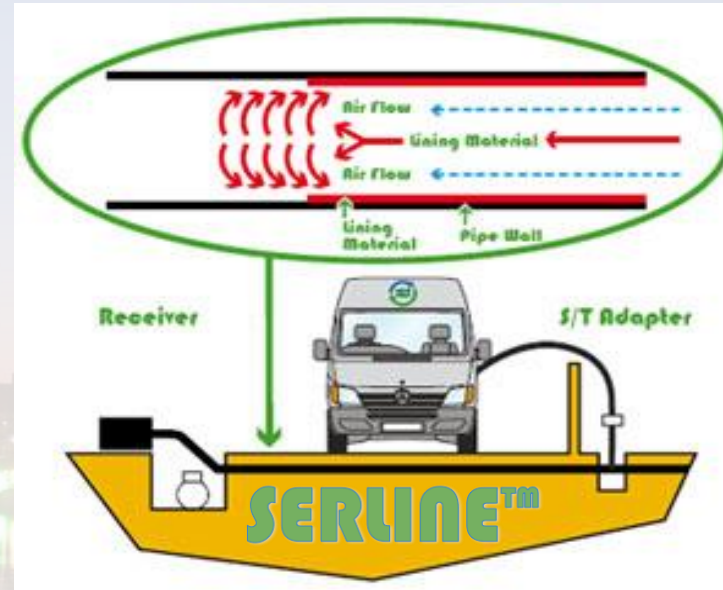 Air Flow
Lining Material
Air Flow
Lining
Material
Pipe Wall
Receiver
S/T Adapter
SERLINE™